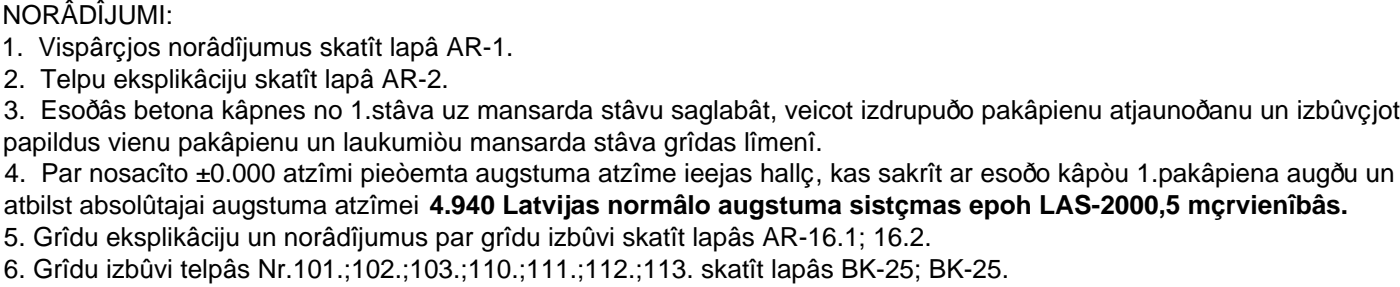 NORÂDÎJUMI:
1. Vispârçjos norâdîjumus skatît lapâ AR-1.
2. Telpu eksplikâciju skatît lapâ AR-2.
3. Esoðâs betona kâpnes no 1.stâva uz mansarda stâvu saglabât, veicot izdrupuðo pakâpienu atjaunoðanu un izbûvçjot
papildus vienu pakâpienu un laukumiòu mansarda stâva grîdas lîmenî.
4. Par nosacîto ±0.000 atzîmi pieòemta augstuma atzîme ieejas hallç, kas sakrît ar esoðo kâpòu 1.pakâpiena augðu un
atbilst absolûtajai augstuma atzîmei 4.940 Latvijas normâlo augstuma sistçmas epoh LAS-2000,5 mçrvienîbâs.
5. Grîdu eksplikâciju un norâdîjumus par grîdu izbûvi skatît lapâs AR-16.1; 16.2.
6. Grîdu izbûvi telpâs Nr.101.;102.;103.;110.;111.;112.;113. skatît lapâs BK-25; BK-25.